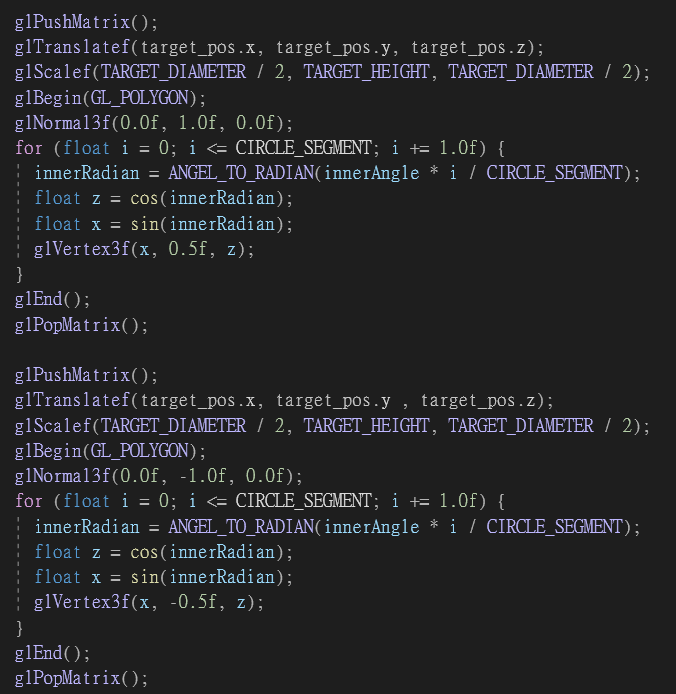 glPushMatrix();
glTranslatef(target_pos.x, target_pos.y, target_pos.z);
glScalef(TARGET_DIAMETER / 2, TARGET_HEIGHT, TARGET_DIAMETER / 2);
glBegin(GL_POLYGON);
glNormal3f(0.0f, 1.0f, 0.0f);
for (float i = 0; i <= CIRCLE_SEGMENT; i += 1.0f) {
innerRadian = ANGEL_TO_RADIAN(innerAngle * i / CIRCLE_SEGMENT);
float z = cos(innerRadian);
float x = sin(innerRadian);
glVertex3f(x, 0.5f, z);
}
glEnd();
glPopMatrix();
glPushMatrix();
glTranslatef(target_pos.x, target_pos.y , target_pos.z);
glScalef(TARGET_DIAMETER / 2, TARGET_HEIGHT, TARGET_DIAMETER / 2);
glBegin(GL_POLYGON);
glNormal3f(0.0f, -1.0f, 0.0f);
for (float i = 0; i <= CIRCLE_SEGMENT; i += 1.0f) {
innerRadian = ANGEL_TO_RADIAN(innerAngle * i / CIRCLE_SEGMENT);
float z = cos(innerRadian);
float x = sin(innerRadian);
glVertex3f(x, -0.5f, z);
}
glEnd();
glPopMatrix();